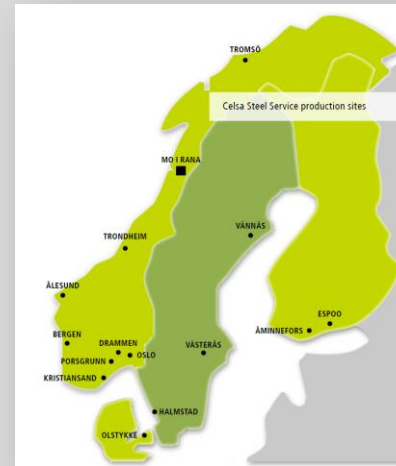 TROMSÖ
Celsa Steel Service production sites
MO I RANA
VÄNNÄS
TRONDHEIM
ÅLESUND
ESPOO
ÅMINNEFORS
BERGEN
DRAMMEN
OSLO
VÄSTERÅS
PORSGRUNN
KRISTIANSAND
HALMSTAD
OLSTYKKE